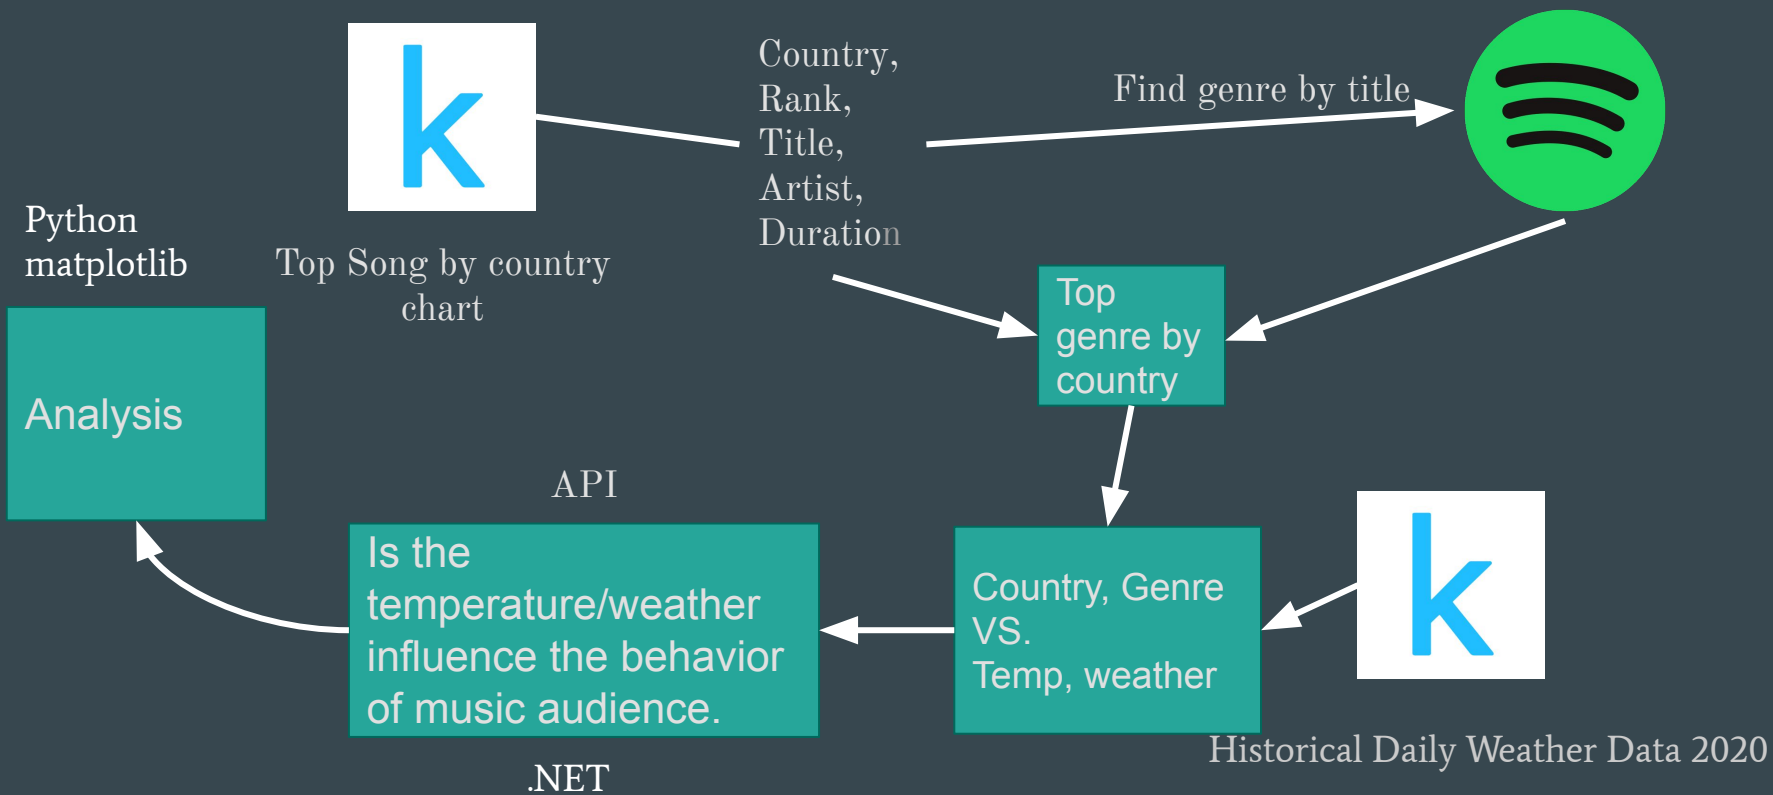 k
Top Song by country
chart
Country,
Rank,
Title,
Artist,
Duration
Find genre by title
Top
genre by
country
Python
matplotlib
Analysis
API
Is the
temperature/weather
influence the behavior
of music audience.
.NET
Country, Genre
VS.
Temp, weather
k
Historical Daily Weather Data 2020